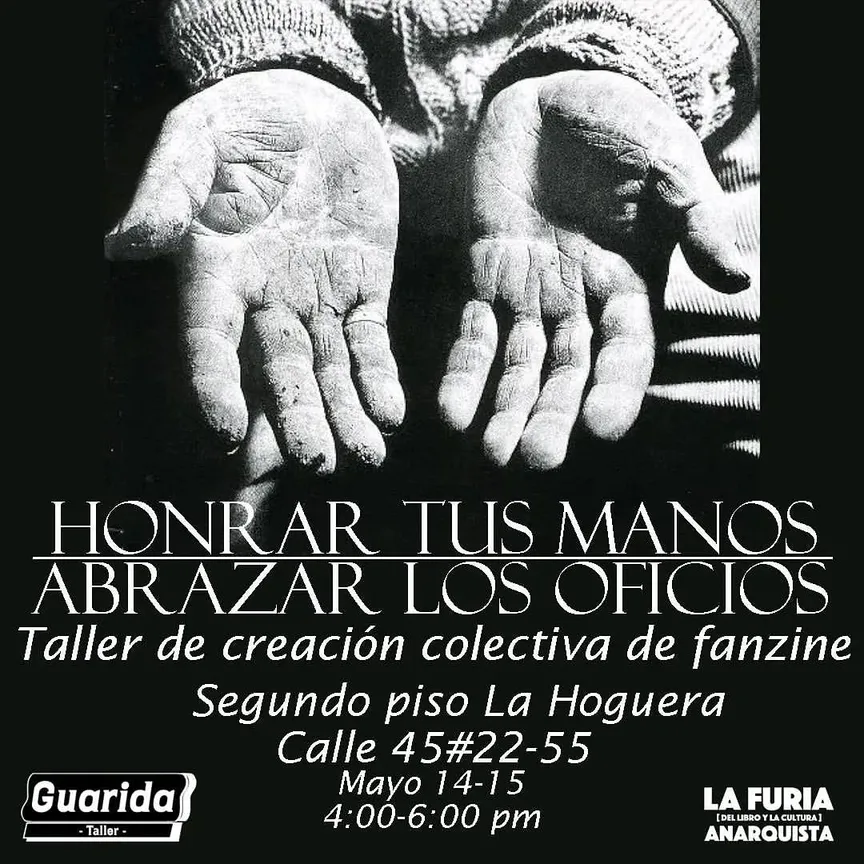 HONRAR TUS MANOS
ABRAZAR LOS OFICIOS
Taller de creación colectiva de fanzine
Segundo piso La Hoguera
Calle 45#22-55
Mayo 14-15
4:00-6:00 pm
Guarida
- Taller -
LA FURIA
[DEL LIBRO Y LA CULTURA]
ANARQUISTA